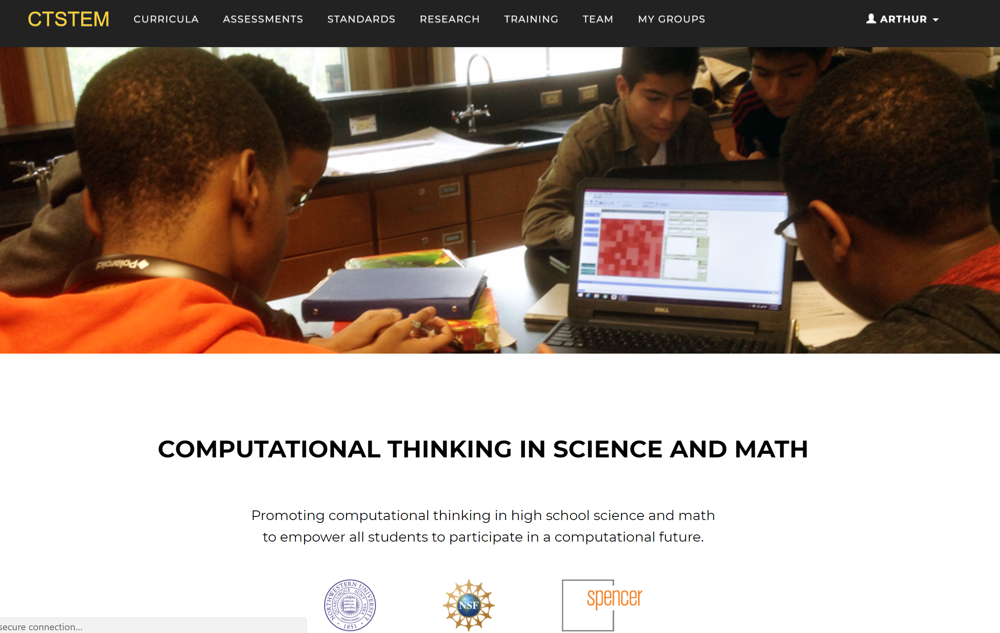 CTSTEM CURRICULA ASSESSMENTS STANDARDS RESEARCH TRAINING TEAM MY GROUPS ARTHUR
Polaroid
DELL
COMPUTATIONAL THINKING IN SCIENCE AND MATH
Promoting computational thinking in high school science and math
to empower all students to participate in a computational future.
NORTHWESTERN UNIVERSITY
QUAECUMQUE SUNT VERA
1851
NSF
spencer
secure connection...